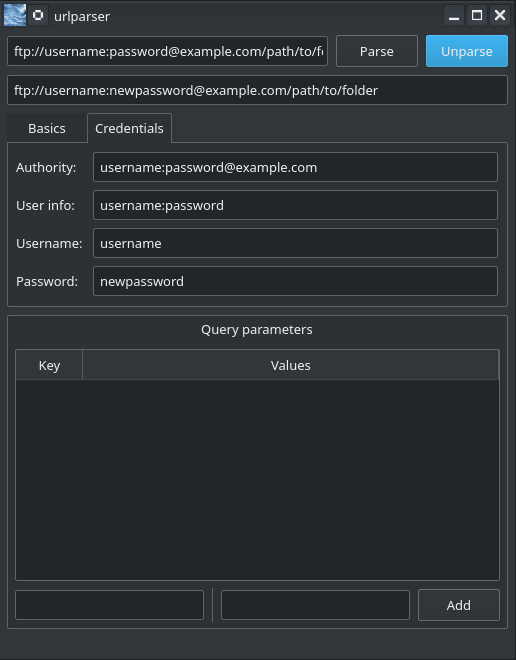 urlparser
ftp://username:password@example.com/path/to/f
Parse
Unparse
ftp://username:newpassword@example.com/path/to/folder
Basics
Credentials
Authority:
username:password@example.com
User info:
username:password
Username:
username
Password:
newpassword
Query parameters
Key
Values
Add